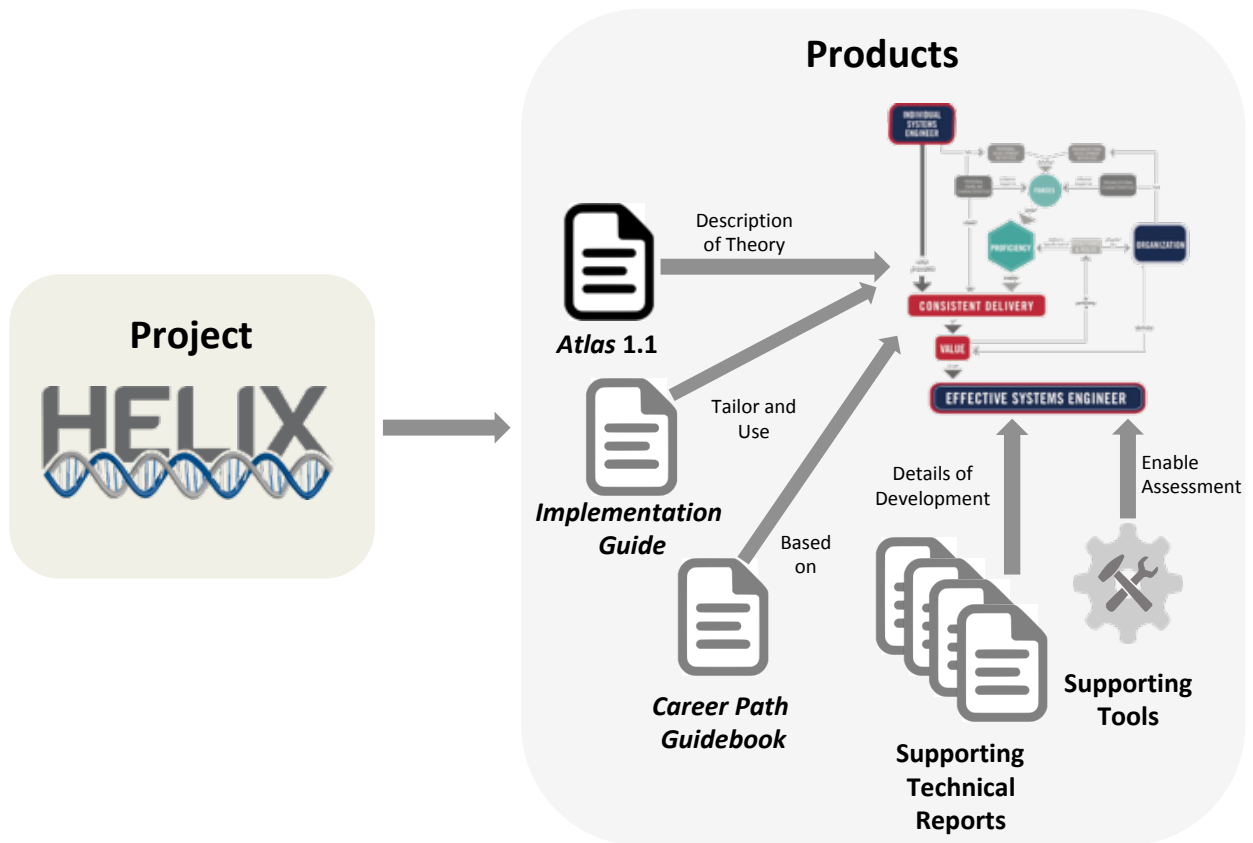 Products
Project
HELIX
INDIVIDUAL
SYSTEMS
ENGINEER
FORCES
PROFICIENCY
ORGANIZATION
CONSISTENT DELIVERY
VALUE
EFFECTIVE SYSTEMS ENGINEER
Description
of Theory
Atlas 1.1
Tailor and
Use
Implementation
Guide
Based
on
Career Path
Guidebook
Details of
Development
Supporting
Technical
Reports
Enable
Assessment
Supporting
Tools